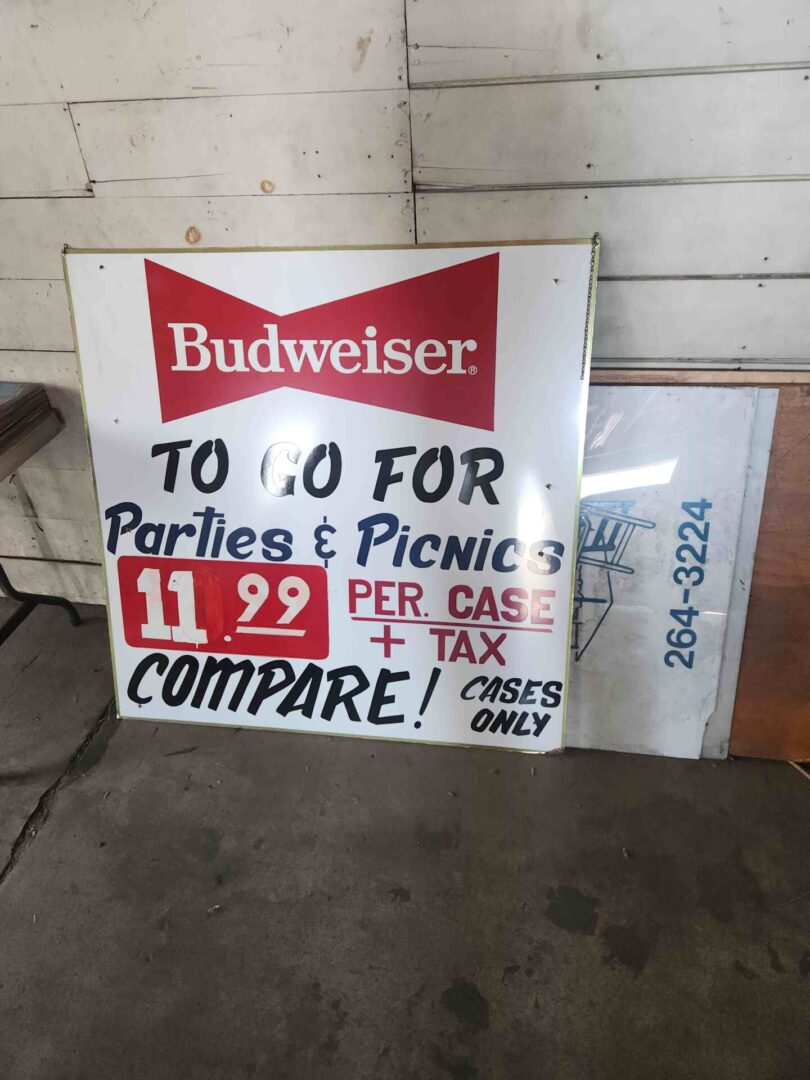 Budweiser®
TO GO FOR
Parties & Picnics
11.99 PER. CASE
+ TAX
COMPARE! CASES
ONLY
264-3224